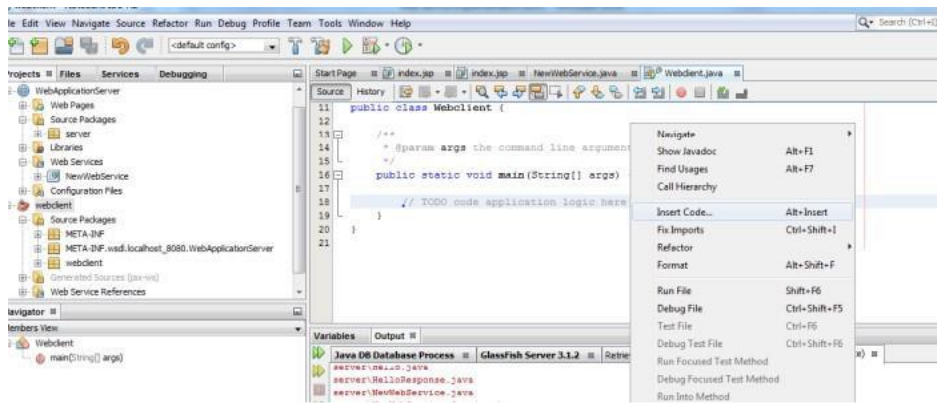 le Edit View Navigate Source Refactor Run Debug Profile Team Tools Window Help
Search (Ctrl+I)
<default config>
Projects Files Services Debugging
WebApplicationServer
Web Pages
Source Packages
server
Libraries
Web Services
NewWebService
Configuration Files
webclient
Source Packages
META-INF
META-INF.wsdl.localhost_8080.WebApplicationServer
webclient
Generated Sources (jax-ws)
Web Service References
Navigator
Members View
Webclient
main(String[] args)
Start Page index.jsp index.jsp NewWebService.java Webclient.java
Source History
11 public class Webclient {
12
13 /**
14 * @param args the command line argument
15 */
16 public static void main(String[] args)
17
18 // TODO code application logic here
19 }
20 }
21
Navigate
Show Javadoc Alt+F1
Find Usages Alt+F7
Call Hierarchy
Insert Code... Alt+Insert
Fix Imports Ctrl+Shift+I
Refactor
Format Alt+Shift+F
Run File Shift+F6
Debug File Ctrl+Shift+F5
Test File Ctrl+F6
Debug Test File Ctrl+Shift+F6
Run Focused Test Method
Debug Focused Test Method
Run Into Method
Variables Output
Java DB Database Process GlassFish Server 3.1.2 Retrie
server\Hello.java
server\HelloResponse.java
server\NewWebService.java